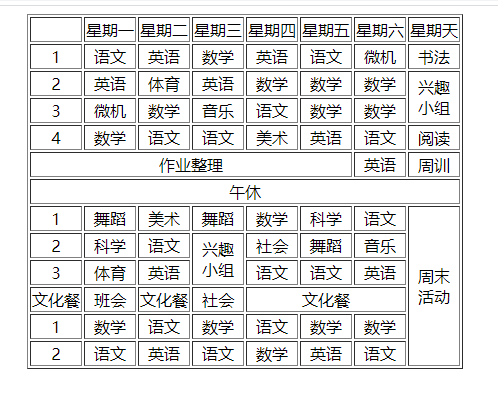 星期一 星期二 星期三 星期四 星期五 星期六 星期天
1 语文 英语 数学 英语 语文 微机 书法
2 英语 体育 英语 数学 数学 数学 兴趣小组
3 微机 数学 音乐 语文 数学 数学
4 数学 语文 语文 美术 英语 语文 阅读
作业整理 英语 周训
午休
1 舞蹈 美术 舞蹈 数学 科学 语文 周末活动
2 科学 语文 兴趣小组 社会 舞蹈 音乐
3 体育 英语 语文 语文 英语
文化餐 班会 文化餐 社会 文化餐
1 数学 语文 数学 语文 数学 数学
2 语文 英语 语文 数学 英语 语文